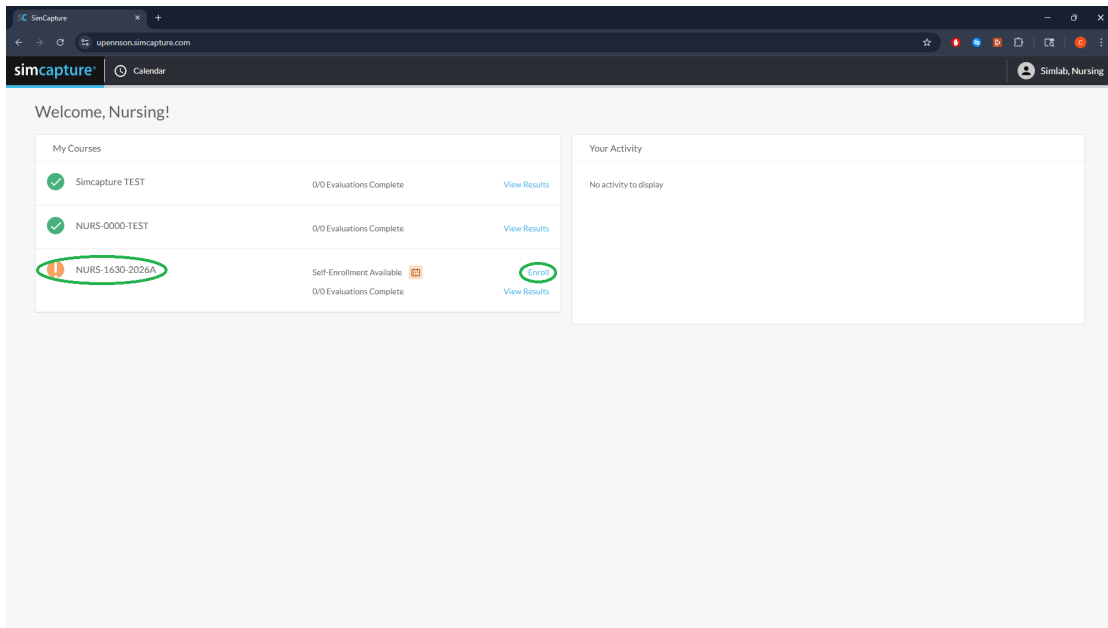 SC SimCapture
upennson.simcapture.com
simcapture
Calendar
Simlab, Nursing
Welcome, Nursing!
My Courses
Simcapture TEST
0/0 Evaluations Complete
View Results
NURS-0000-TEST
0/0 Evaluations Complete
View Results
NURS-1630-2026A
Self-Enrollment Available
Enroll
0/0 Evaluations Complete
View Results
Your Activity
No activity to display